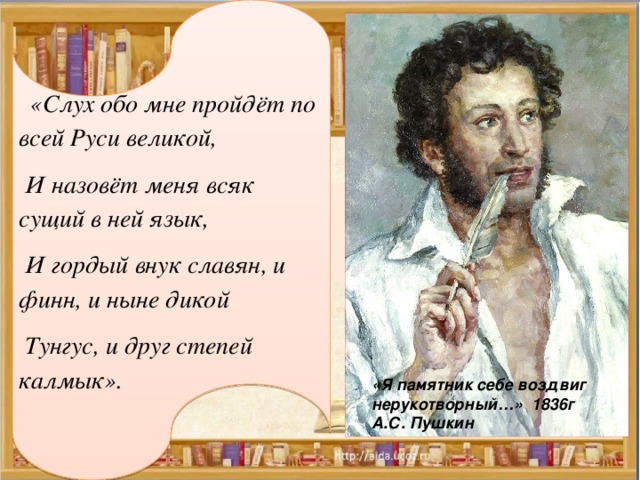 «Слух обо мне пройдёт по
всей Руси великой,
И назовёт меня всяк
сущий в ней язык,
И гордый внук славян, и
финн, и ныне дикой
Тунгус, и друг степей
калмык».
«Я памятник себе воздвиг
нерукотворный…» 1836г
А.С. Пушкин
http://aida.ucoz.ru